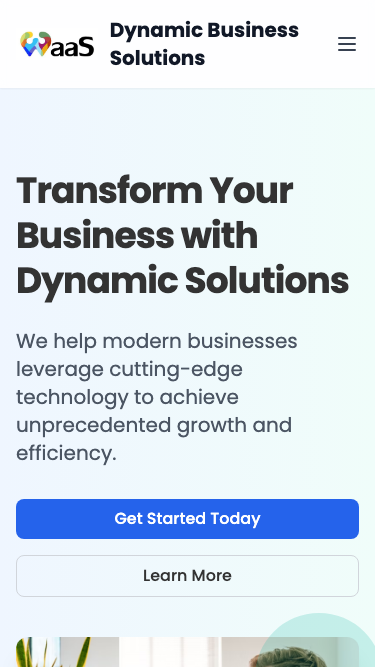 WaaS
Dynamic Business
Solutions
Transform Your
Business with
Dynamic Solutions
We help modern businesses
leverage cutting-edge
technology to achieve
unprecedented growth and
efficiency.
Get Started Today
Learn More